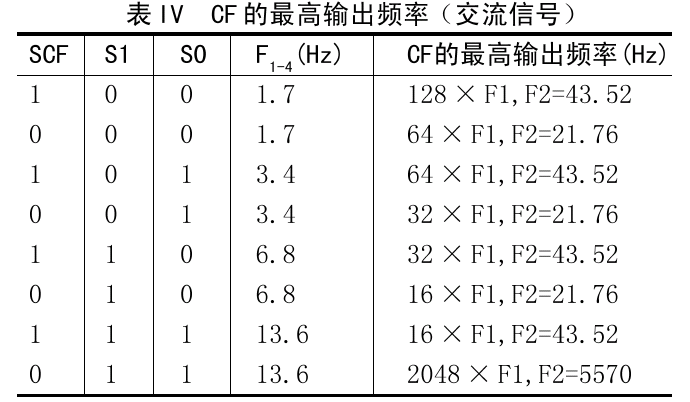 表 IV CF 的最高输出频率（交流信号）
SCF S1 S0 F1-4(Hz) CF的最高输出频率(Hz)
1 0 0 1.7 128 × F1,F2=43.52
0 0 0 1.7 64 × F1,F2=21.76
1 0 1 3.4 64 × F1,F2=43.52
0 0 1 3.4 32 × F1,F2=21.76
1 1 0 6.8 32 × F1,F2=43.52
0 1 0 6.8 16 × F1,F2=21.76
1 1 1 13.6 16 × F1,F2=43.52
0 1 1 13.6 2048 × F1,F2=5570